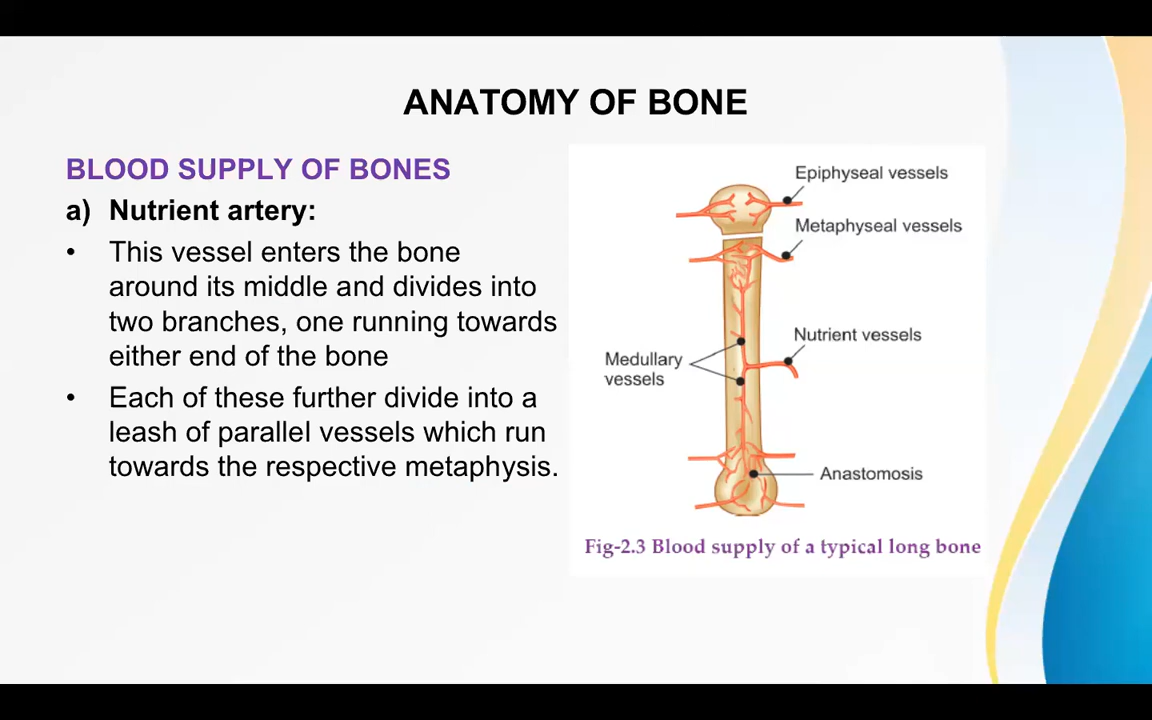 ANATOMY OF BONE
BLOOD SUPPLY OF BONES
a) Nutrient artery:
• This vessel enters the bone
around its middle and divides into
two branches, one running towards
either end of the bone
• Each of these further divide into a
leash of parallel vessels which run
towards the respective metaphysis.
Epiphyseal vessels
Metaphyseal vessels
Nutrient vessels
Medullary
vessels
Anastomosis
Fig-2.3 Blood supply of a typical long bone